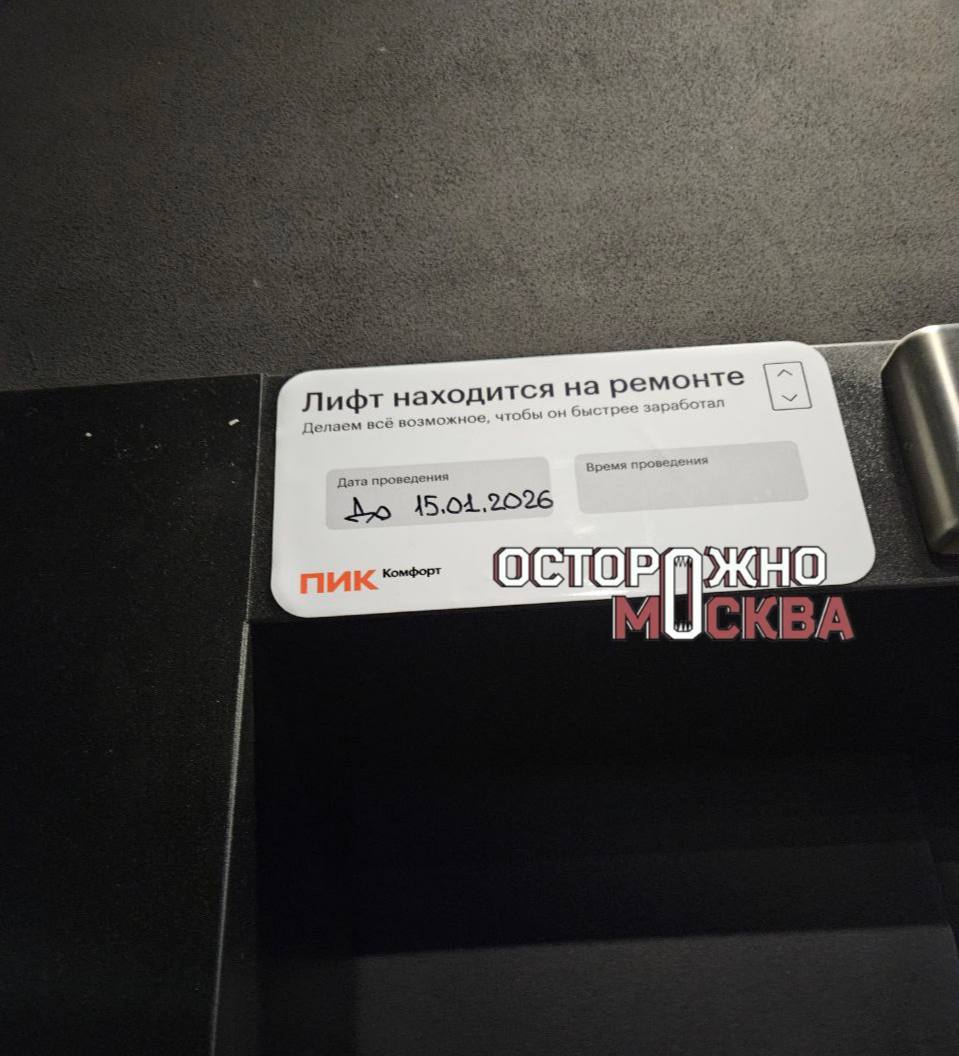 Лифт находится на ремонте
Делаем всё возможное, чтобы он быстрее заработал
Дата проведения
До 15.01.2026
Время проведения
ПИК Комфорт
ОСТОРОЖНО
МОСКВА